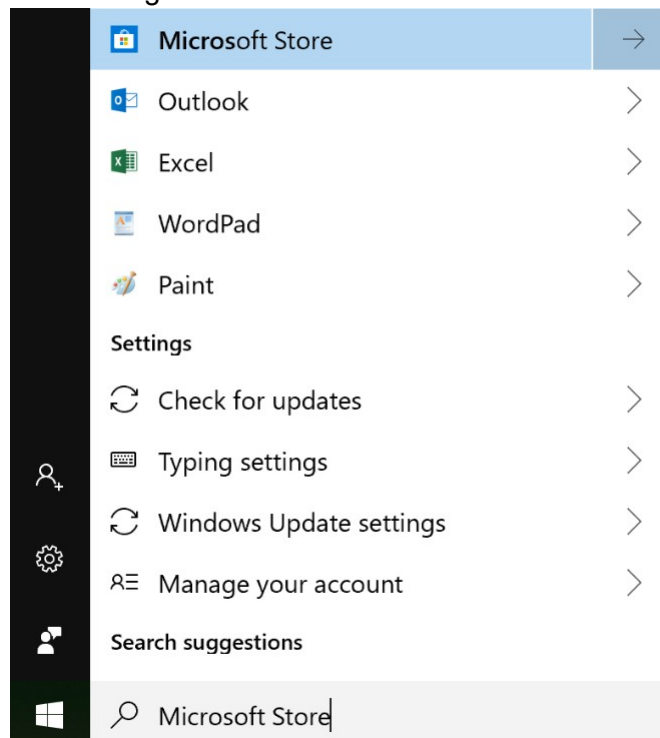 Microsoft Store
Outlook
Excel
WordPad
Paint
Settings
Check for updates
Typing settings
Windows Update settings
Manage your account
Search suggestions
Microsoft Store